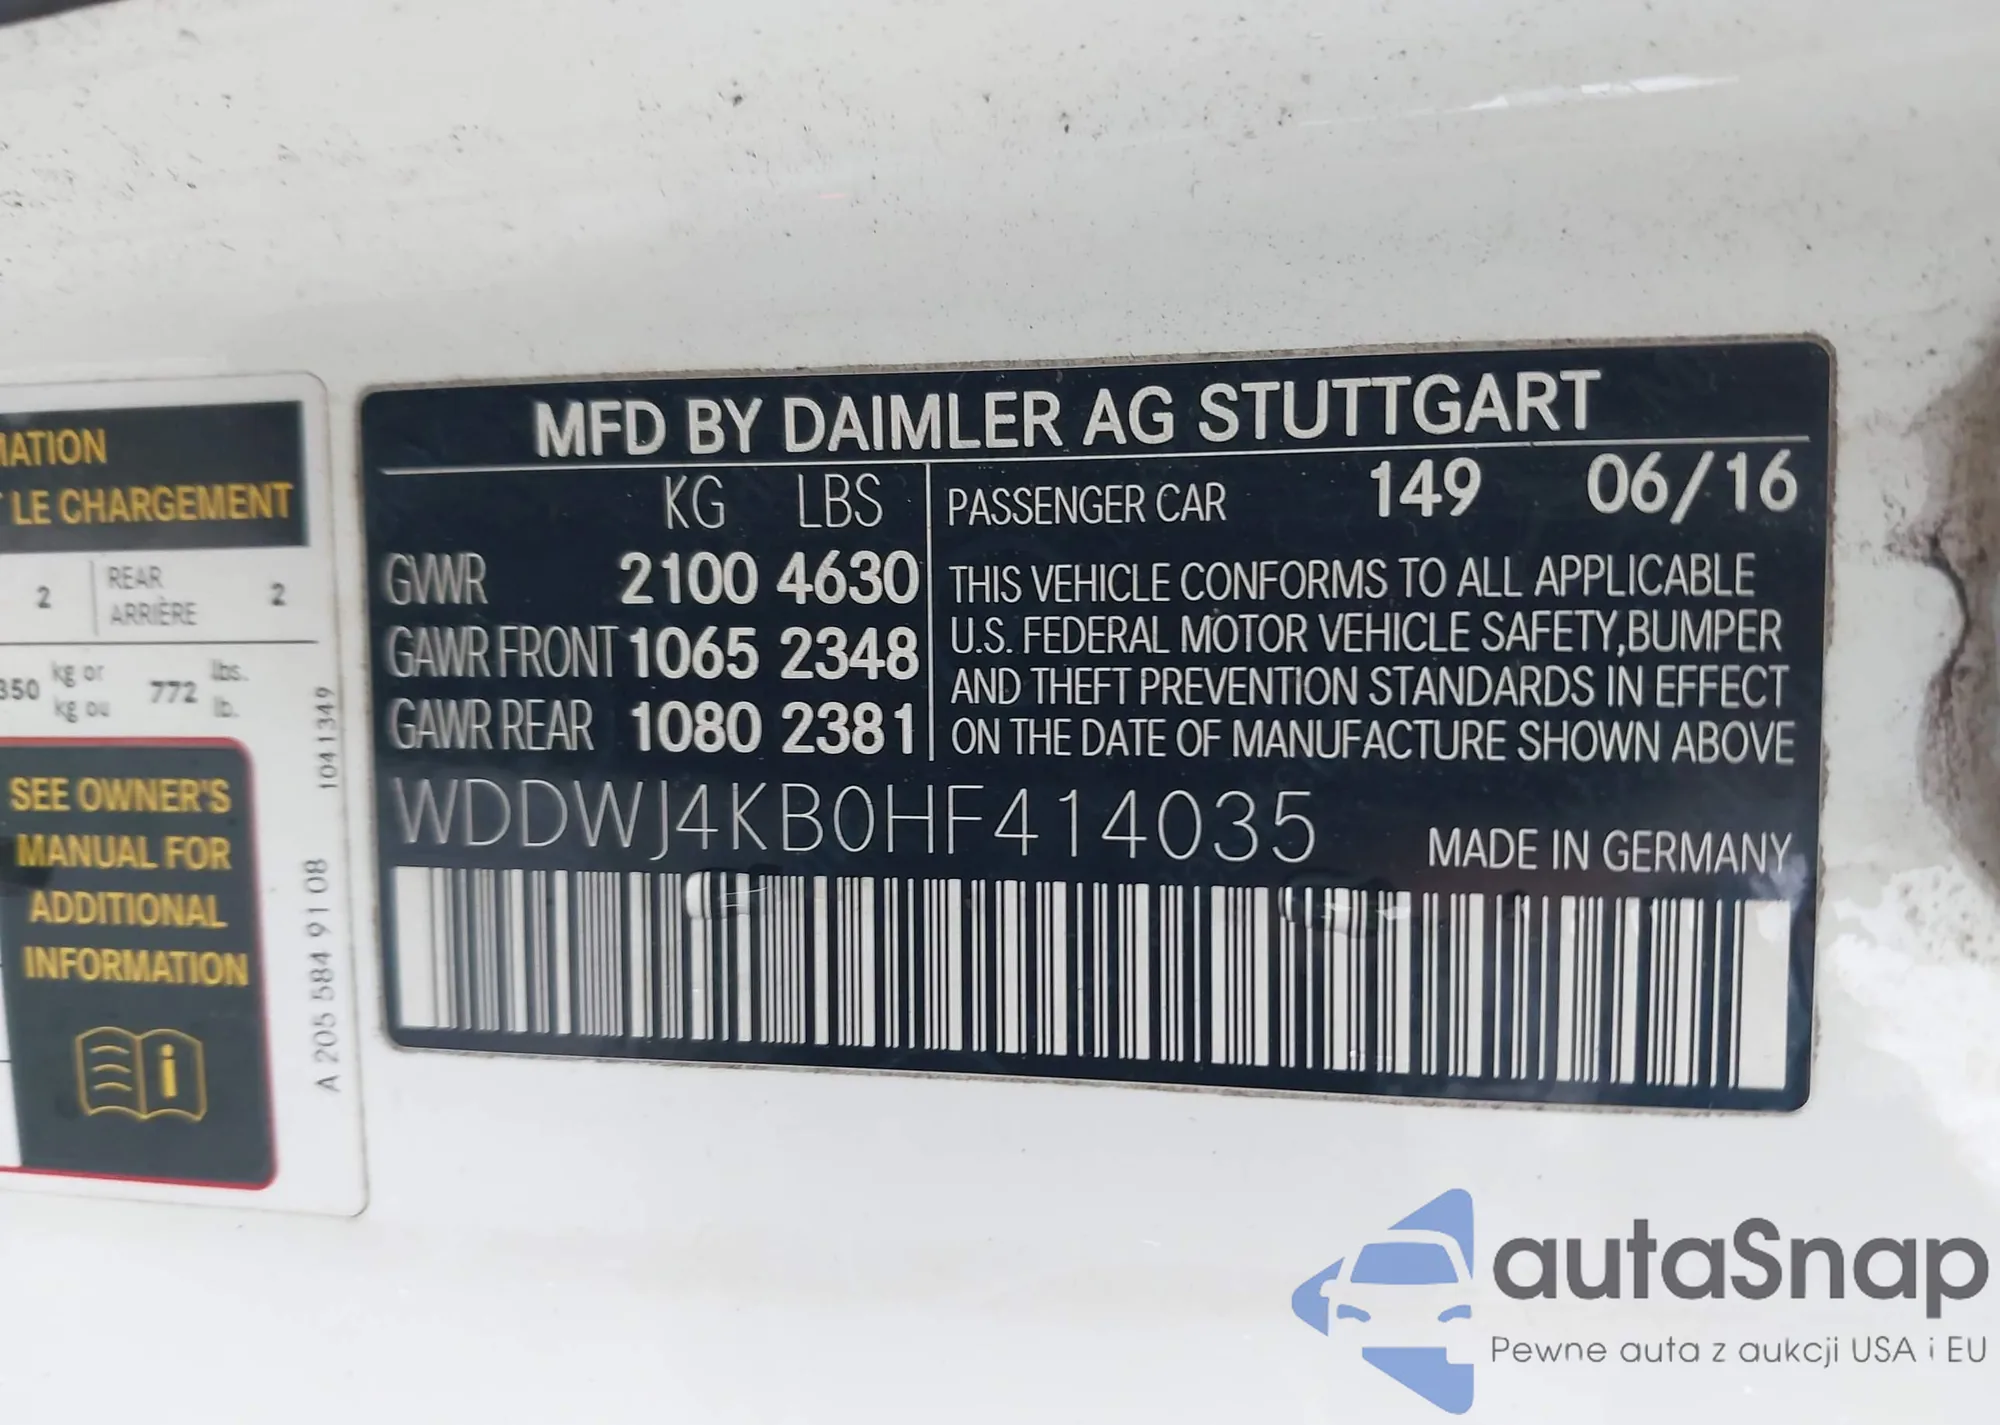 MFD BY DAIMLER AG STUTTGART
KG LBS
GVWR 2100 4630
GAWR FRONT 1065 2348
GAWR REAR 1080 2381
PASSENGER CAR 149 06/16
THIS VEHICLE CONFORMS TO ALL APPLICABLE
U.S. FEDERAL MOTOR VEHICLE SAFETY,BUMPER
AND THEFT PREVENTION STANDARDS IN EFFECT
ON THE DATE OF MANUFACTURE SHOWN ABOVE
WDDWJ4KB0HF414035
MADE IN GERMANY
LE CHARGEMENT
2 REAR 2
ARRIÈRE
350 kg or 772 lbs.
kg ou lb.
SEE OWNER'S
MANUAL FOR
ADDITIONAL
INFORMATION
A 205 584 91 08 1041349
autaSnap
Pewne auta z aukcji USA i EU